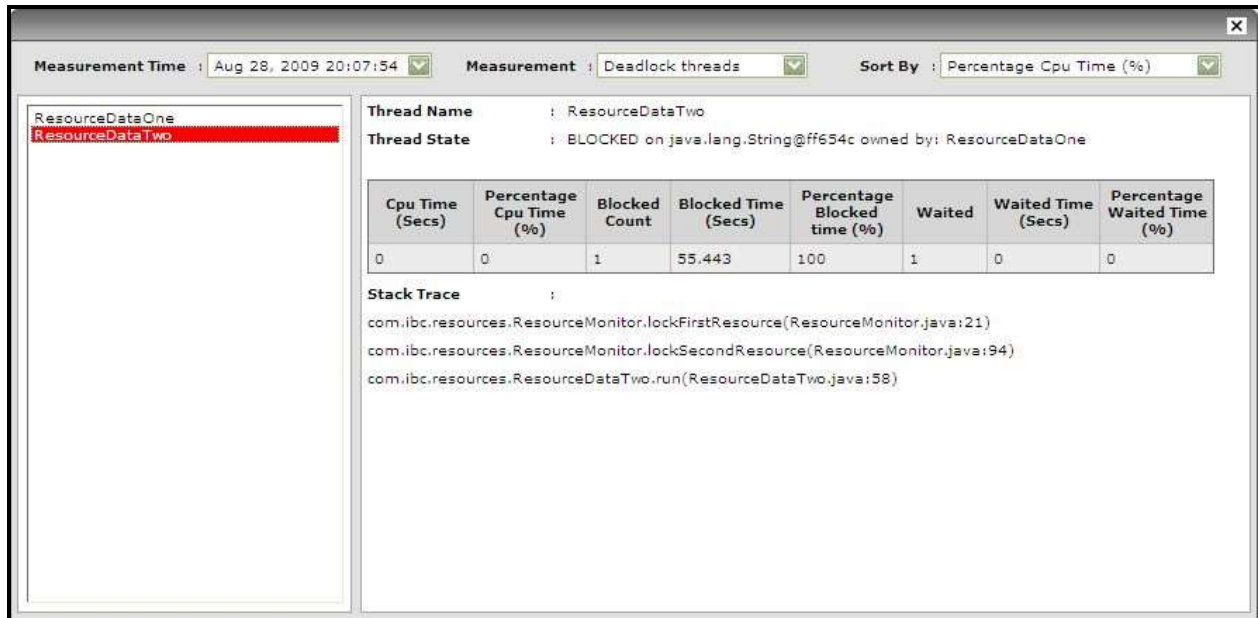 Measurement Time : Aug 28, 2009 20:07:54 Measurement : Deadlock threads Sort By : Percentage Cpu Time (%)
ResourceDataOne
ResourceDataTwo
Thread Name : ResourceDataTwo
Thread State : BLOCKED on java.lang.String@ff654c owned by: ResourceDataOne
Cpu Time (Secs) Percentage Cpu Time (%) Blocked Count Blocked Time (Secs) Percentage Blocked time (%) Waited Waited Time (Secs) Percentage Waited Time (%)
0 0 1 55.443 100 1 0 0
Stack Trace :
com.ibc.resources.ResourceMonitor.lockFirstResource(ResourceMonitor.java:21)
com.ibc.resources.ResourceMonitor.lockSecondResource(ResourceMonitor.java:94)
com.ibc.resources.ResourceDataTwo.run(ResourceDataTwo.java:58)